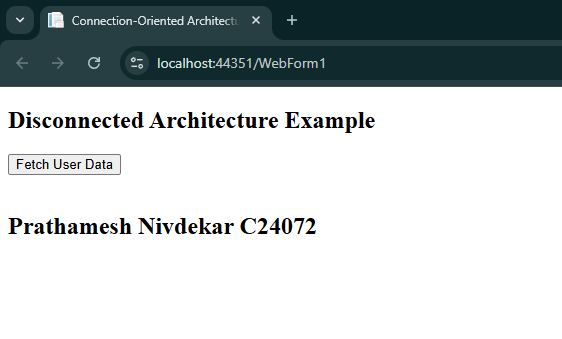 Connection-Oriented Architectu
localhost:44351/WebForm1
Disconnected Architecture Example
Fetch User Data
Prathamesh Nivdekar C24072